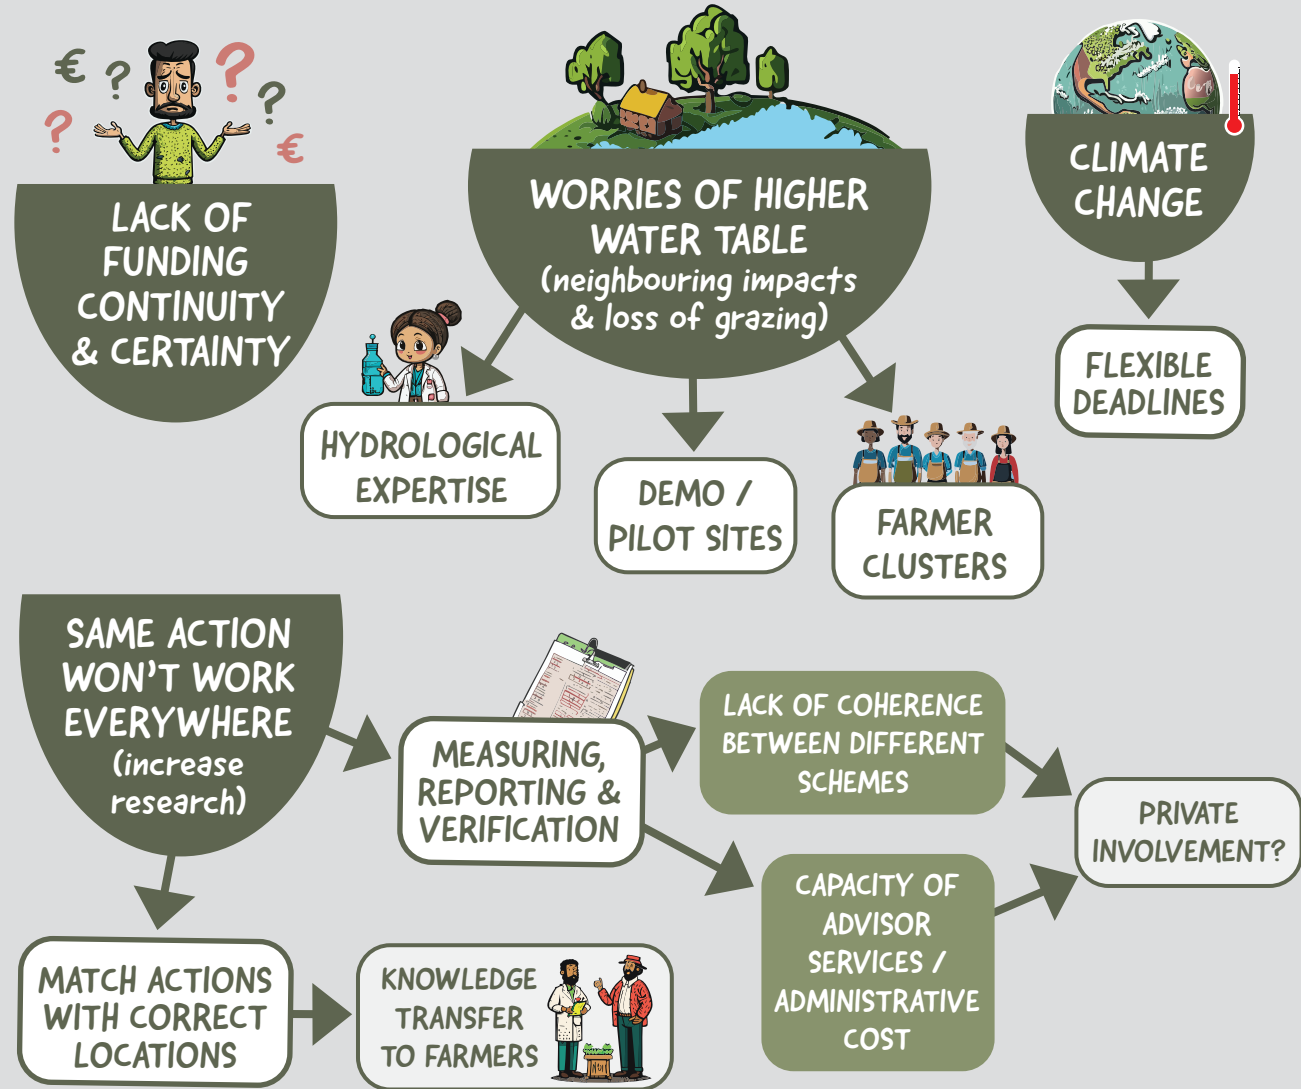 € ? ? ? ? €
LACK OF
FUNDING
CONTINUITY
& CERTAINTY
WORRIES OF HIGHER
WATER TABLE
(neighbouring impacts
& loss of grazing)
CLIMATE
CHANGE
HYDROLOGICAL
EXPERTISE
DEMO /
PILOT SITES
FARMER
CLUSTERS
FLEXIBLE
DEADLINES
SAME ACTION
WON'T WORK
EVERYWHERE
(increase
research)
MEASURING,
REPORTING &
VERIFICATION
LACK OF COHERENCE
BETWEEN DIFFERENT
SCHEMES
CAPACITY OF
ADVISOR
SERVICES /
ADMINISTRATIVE
COST
PRIVATE
INVOLVEMENT?
MATCH ACTIONS
WITH CORRECT
LOCATIONS
KNOWLEDGE
TRANSFER
TO FARMERS